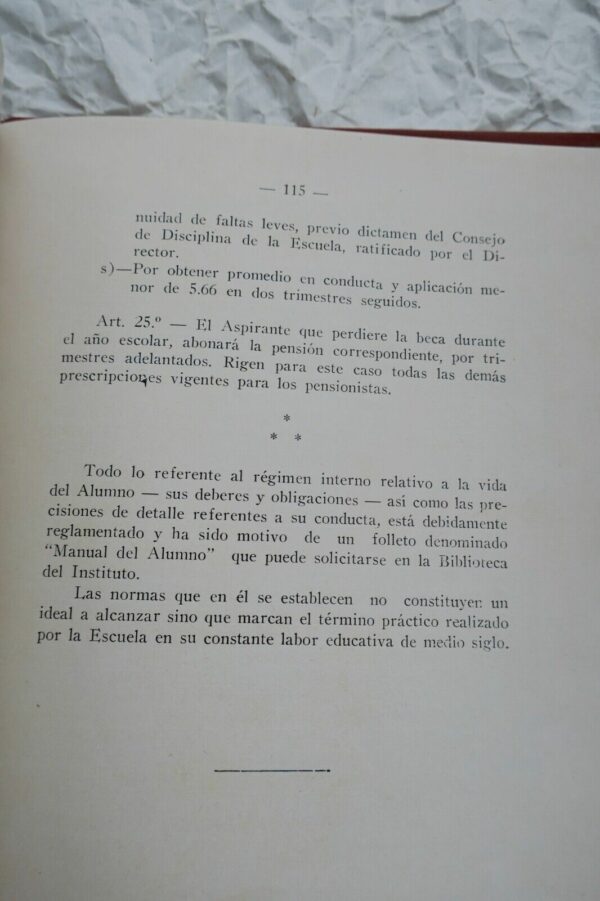 — 115 —
nuidad de faltas leves, previo dictamen del Consejo
de Disciplina de la Escuela, ratificado por el Di-
rector.
s)—Por obtener promedio en conducta y aplicación me-
nor de 5.66 en dos trimestres seguidos.
Art. 25.º — El Aspirante que perdiere la beca durante
el año escolar, abonará la pensión correspondiente, por tri-
mestres adelantados. Rigen para este caso todas las demás
prescripciones vigentes para los pensionistas.
*
* *
Todo lo referente al régimen interno relativo a la vida
del Alumno — sus deberes y obligaciones — así como las pre-
cisiones de detalle referentes a su conducta, está debidamente
reglamentado y ha sido motivo de un folleto denominado
“Manual del Alumno” que puede solicitarse en la Biblioteca
del Instituto.
Las normas que en él se establecen no constituyen un
ideal a alcanzar sino que marcan el término práctico realizado
por la Escuela en su constante labor educativa de medio siglo.